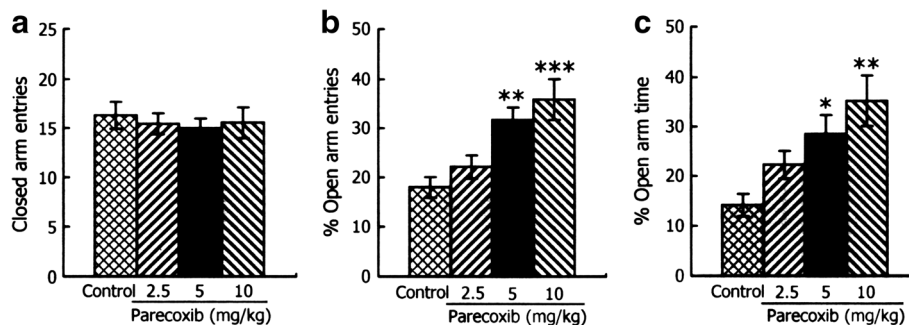 a
Closed arm entries
25
20
15
10
5
0
Control 2.5 5 10
Parecoxib (mg/kg)
b
% Open arm entries
50
40
30
20
10
0
** ***
Control 2.5 5 10
Parecoxib (mg/kg)
c
% Open arm time
50
40
30
20
10
0
* **
Control 2.5 5 10
Parecoxib (mg/kg)